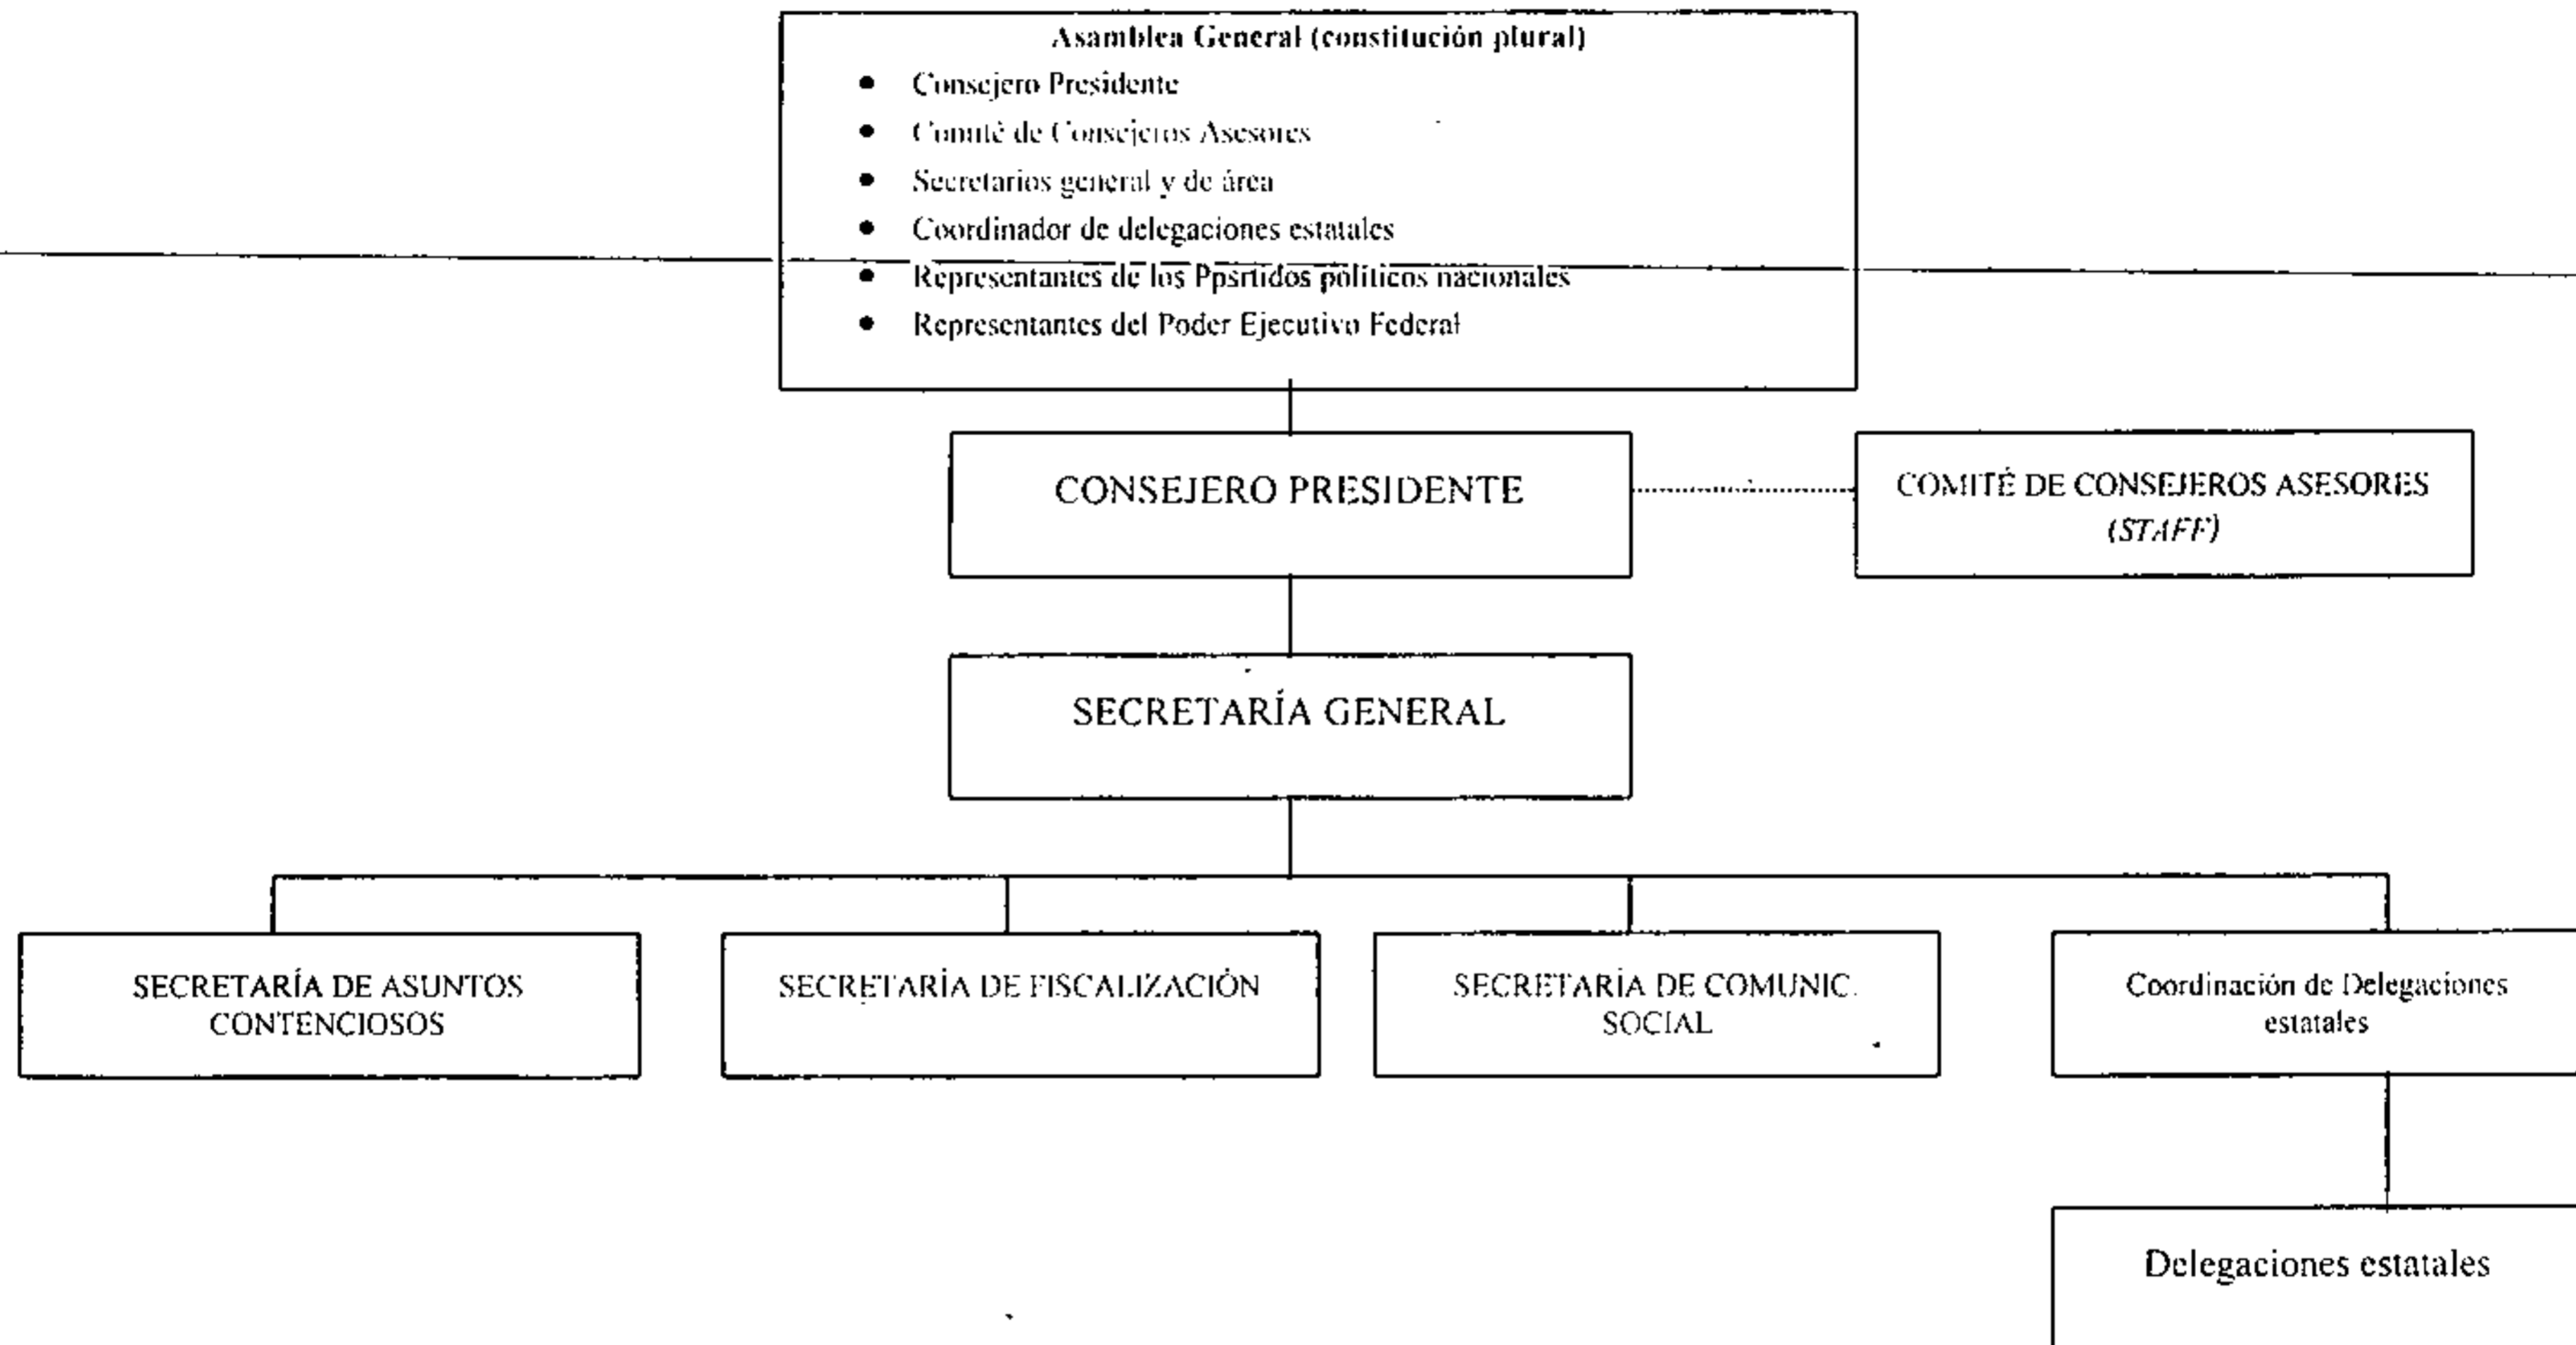 Asamblea General (constitución plural)
● Consejero Presidente
● Comité de Consejeros Asesores
● Secretarios general y de área
● Coordinador de delegaciones estatales
● Representantes de los Ppsrtidos políticos nacionales
● Representantes del Poder Ejecutivo Federal
CONSEJERO PRESIDENTE
COMITÉ DE CONSEJEROS ASESORES
(STAFF)
SECRETARÍA GENERAL
SECRETARÍA DE ASUNTOS
CONTENCIOSOS
SECRETARÍA DE FISCALIZACIÓN
SECRETARÍA DE COMUNIC.
SOCIAL
Coordinación de Delegaciones
estatales
Delegaciones estatales